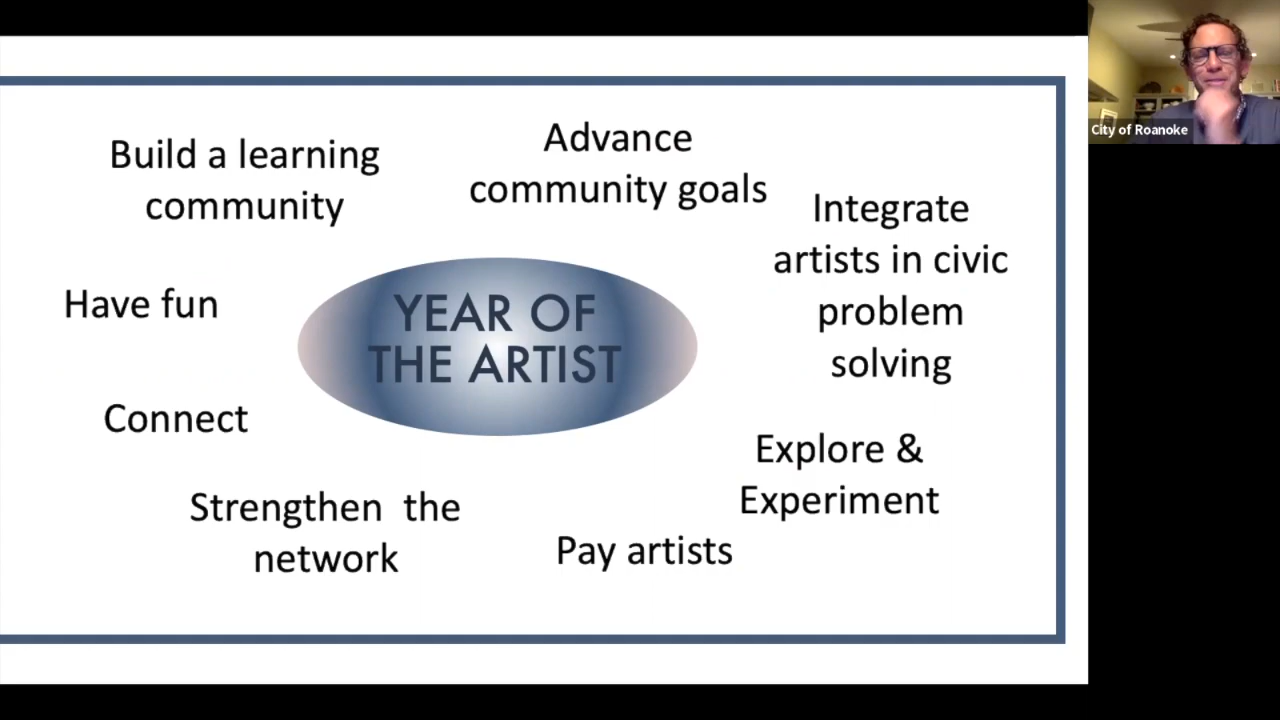 Build a learning
community
Advance
community goals
Integrate
artists in civic
problem
solving
Have fun
YEAR OF
THE ARTIST
Connect
Explore &
Experiment
Strengthen  the
network
Pay artists
City of Roanoke